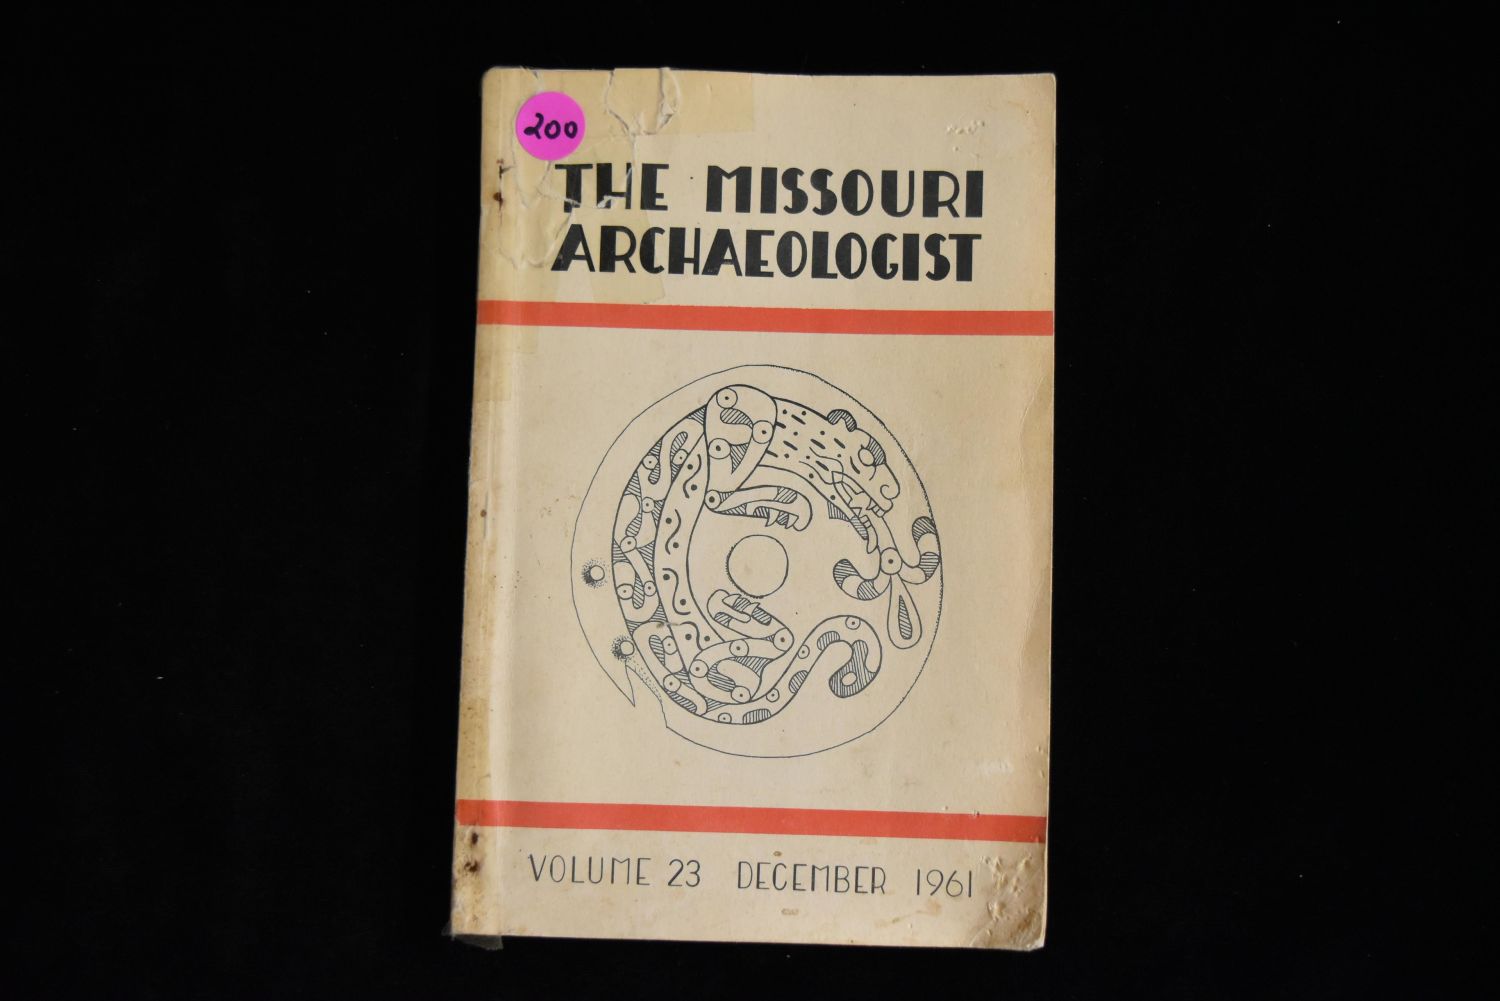 200
THE MISSOURI
ARCHAEOLOGIST
VOLUME 23 DECEMBER 1961